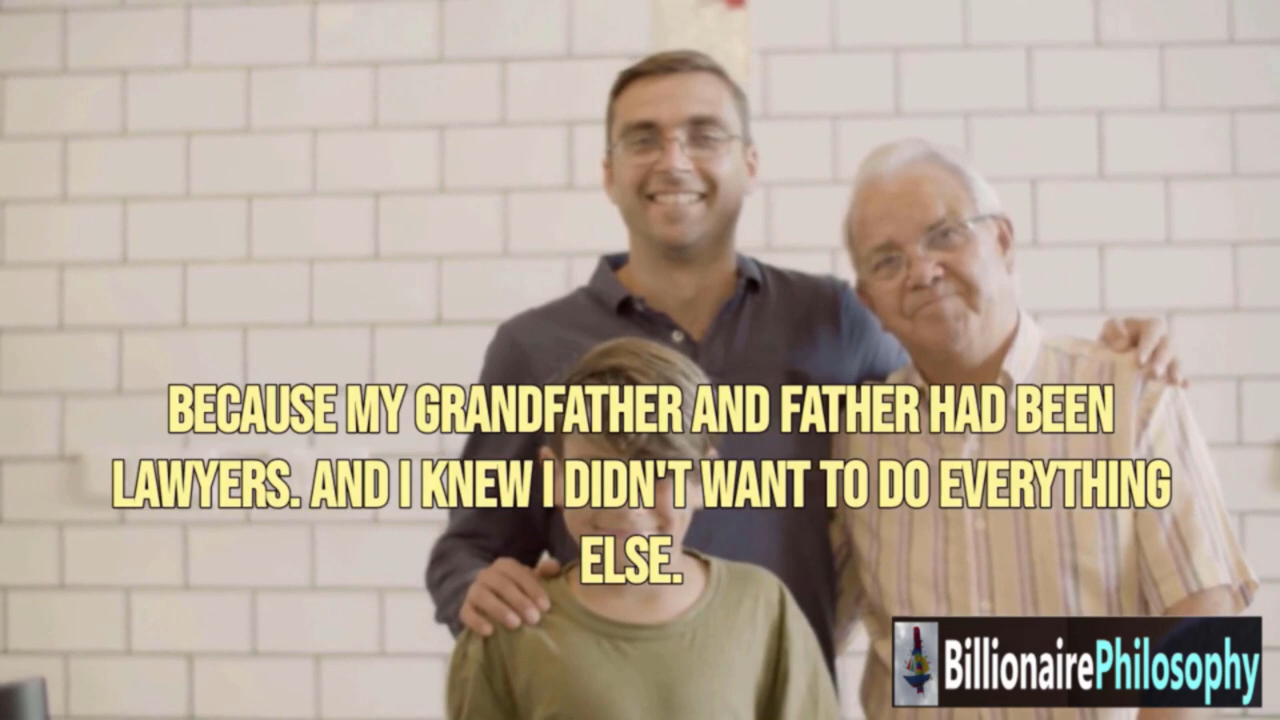 BECAUSE MY GRANDFATHER AND FATHER HAD BEEN
LAWYERS. AND I KNEW I DIDN'T WANT TO DO EVERYTHING
ELSE.
BillionairePhilosophy